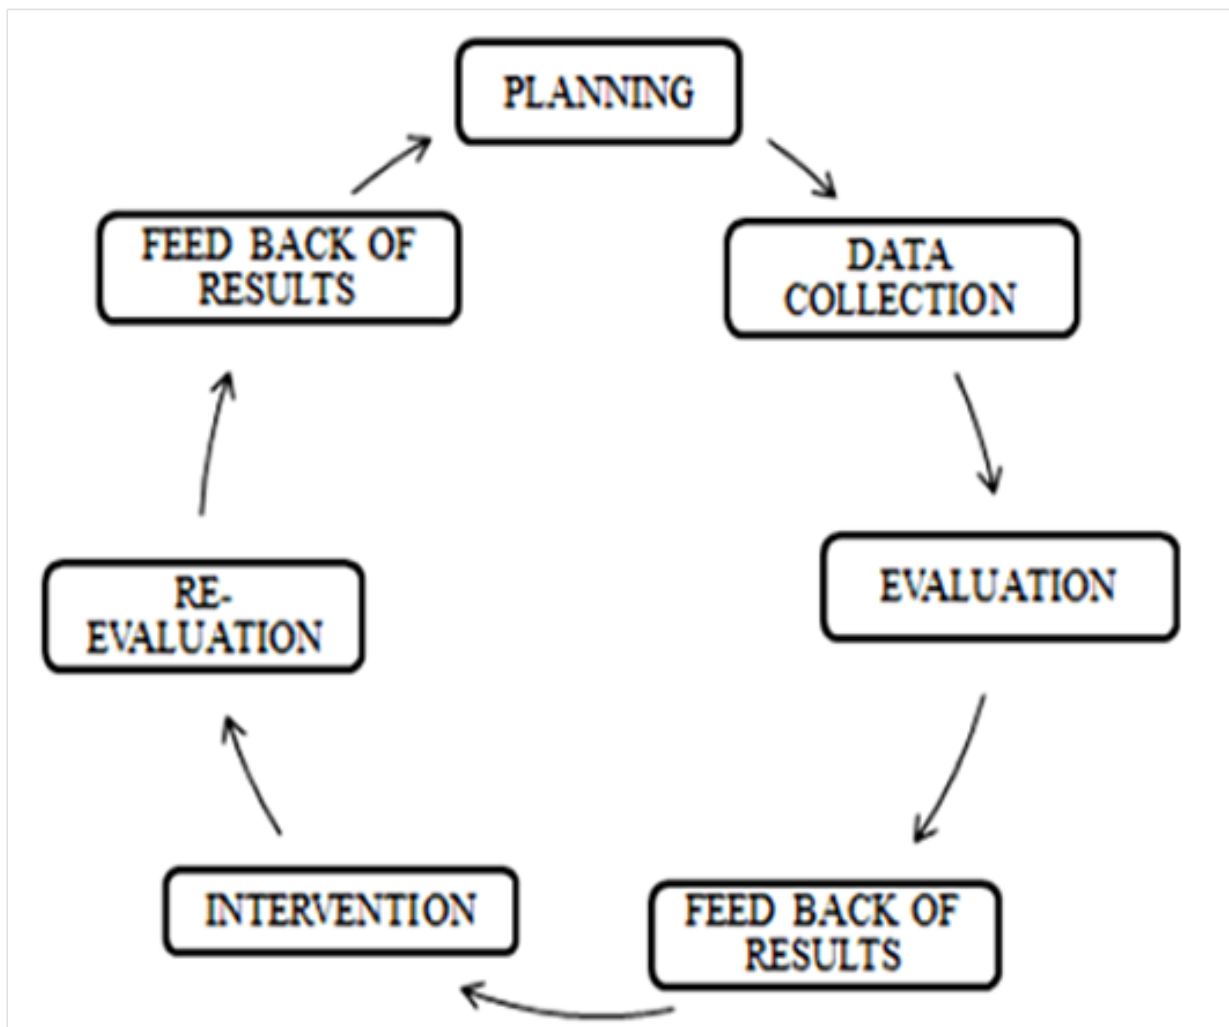 PLANNING
DATA
COLLECTION
EVALUATION
FEED BACK OF
RESULTS
INTERVENTION
RE-
EVALUATION
FEED BACK OF
RESULTS